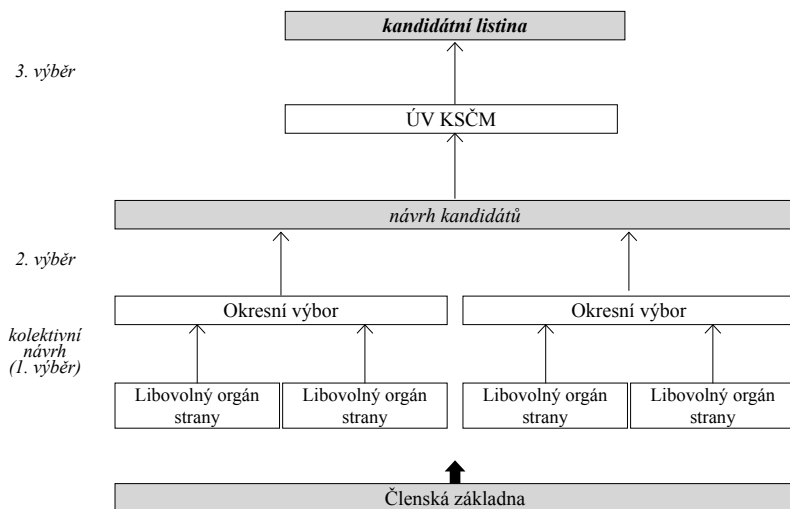 kandidátní listina
3. výběr
ÚV KSČM
návrh kandidátů
2. výběr
Okresní výbor
Okresní výbor
kolektivní
návrh
(1. výběr)
Libovolný orgán
strany
Libovolný orgán
strany
Libovolný orgán
strany
Libovolný orgán
strany
Členská základna